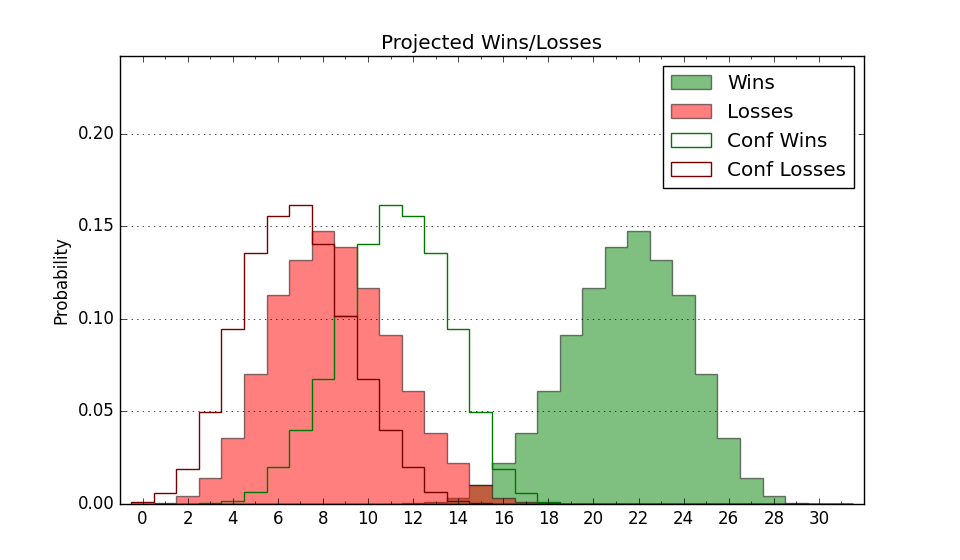 Projected Wins/Losses
Wins
Losses
Conf Wins
Conf Losses
Probability
0.20
0.15
0.10
0.05
0.00
0 2 4 6 8 10 12 14 16 18 20 22 24 26 28 30